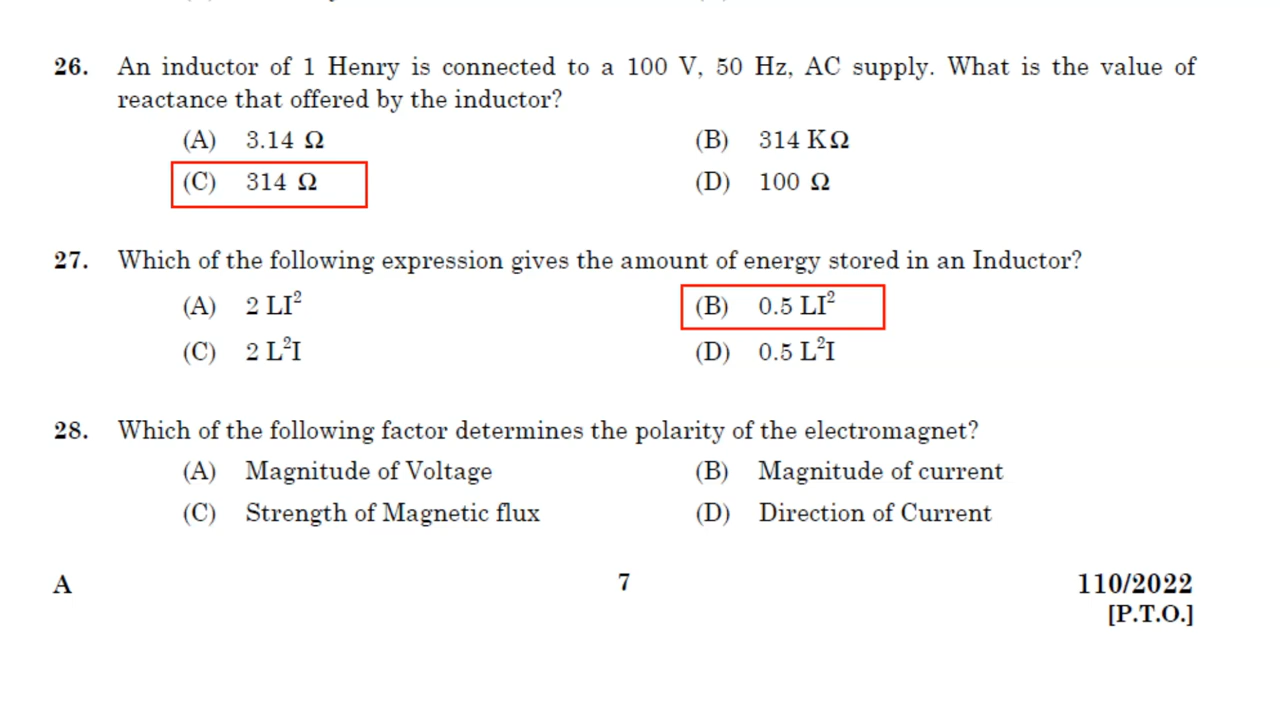 26. An inductor of 1 Henry is connected to a 100 V, 50 Hz, AC supply. What is the value of
reactance that offered by the inductor?
(A) 3.14 Ω (B) 314 KΩ
(C) 314 Ω (D) 100 Ω
27. Which of the following expression gives the amount of energy stored in an Inductor?
(A) 2 LI² (B) 0.5 LI²
(C) 2 L²I (D) 0.5 L²I
28. Which of the following factor determines the polarity of the electromagnet?
(A) Magnitude of Voltage (B) Magnitude of current
(C) Strength of Magnetic flux (D) Direction of Current
A 7 110/2022
[P.T.O.]